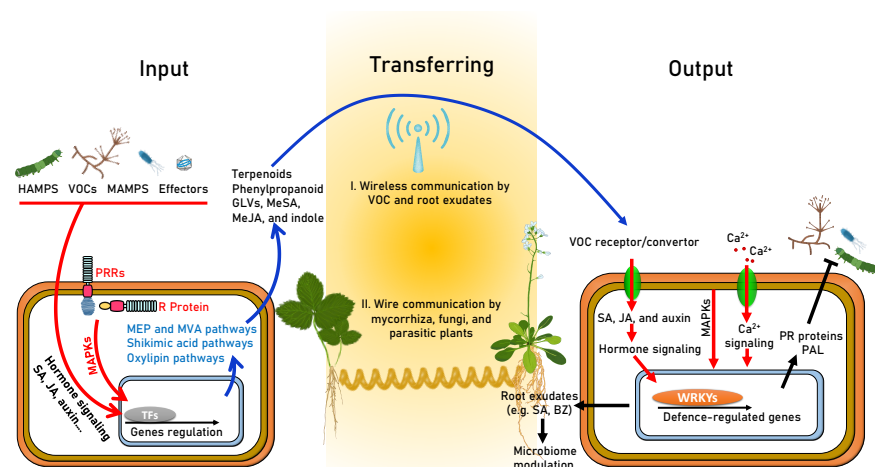 Input
Transferring
Output
HAMPS VOCs MAMPS Effectors
PRRs
R Protein
MAPKs
Hormone signaling
SA, JA, auxin....
MEP and MVA pathways
Shikimic acid pathways
Oxylipin pathways
TFs
Genes regulation
Terpenoids
Phenylpropanoid
GLVs, MeSA,
MeJA, and indole
I. Wireless communication by
VOC and root exudates
II. Wire communication by
mycorrhiza, fungi, and
parasitic plants
VOC receptor/convertor
Ca2+
Ca2+
SA, JA, and auxin
Hormone signaling
MAPKs
Ca2+
signaling
PR proteins
PAL
WRKYs
Defence-regulated genes
Root exudates
(e.g. SA, BZ)
Microbiome
modulation